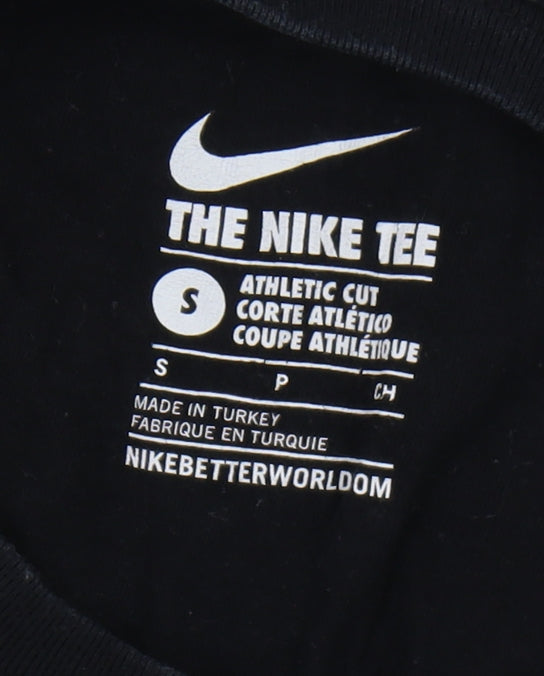 THE NIKE TEE
S
ATHLETIC CUT
CORTE ATLÉTICO
COUPE ATHLÉTIQUE
S P CH
MADE IN TURKEY
FABRIQUE EN TURQUIE
NIKEBETTERWORLDOM